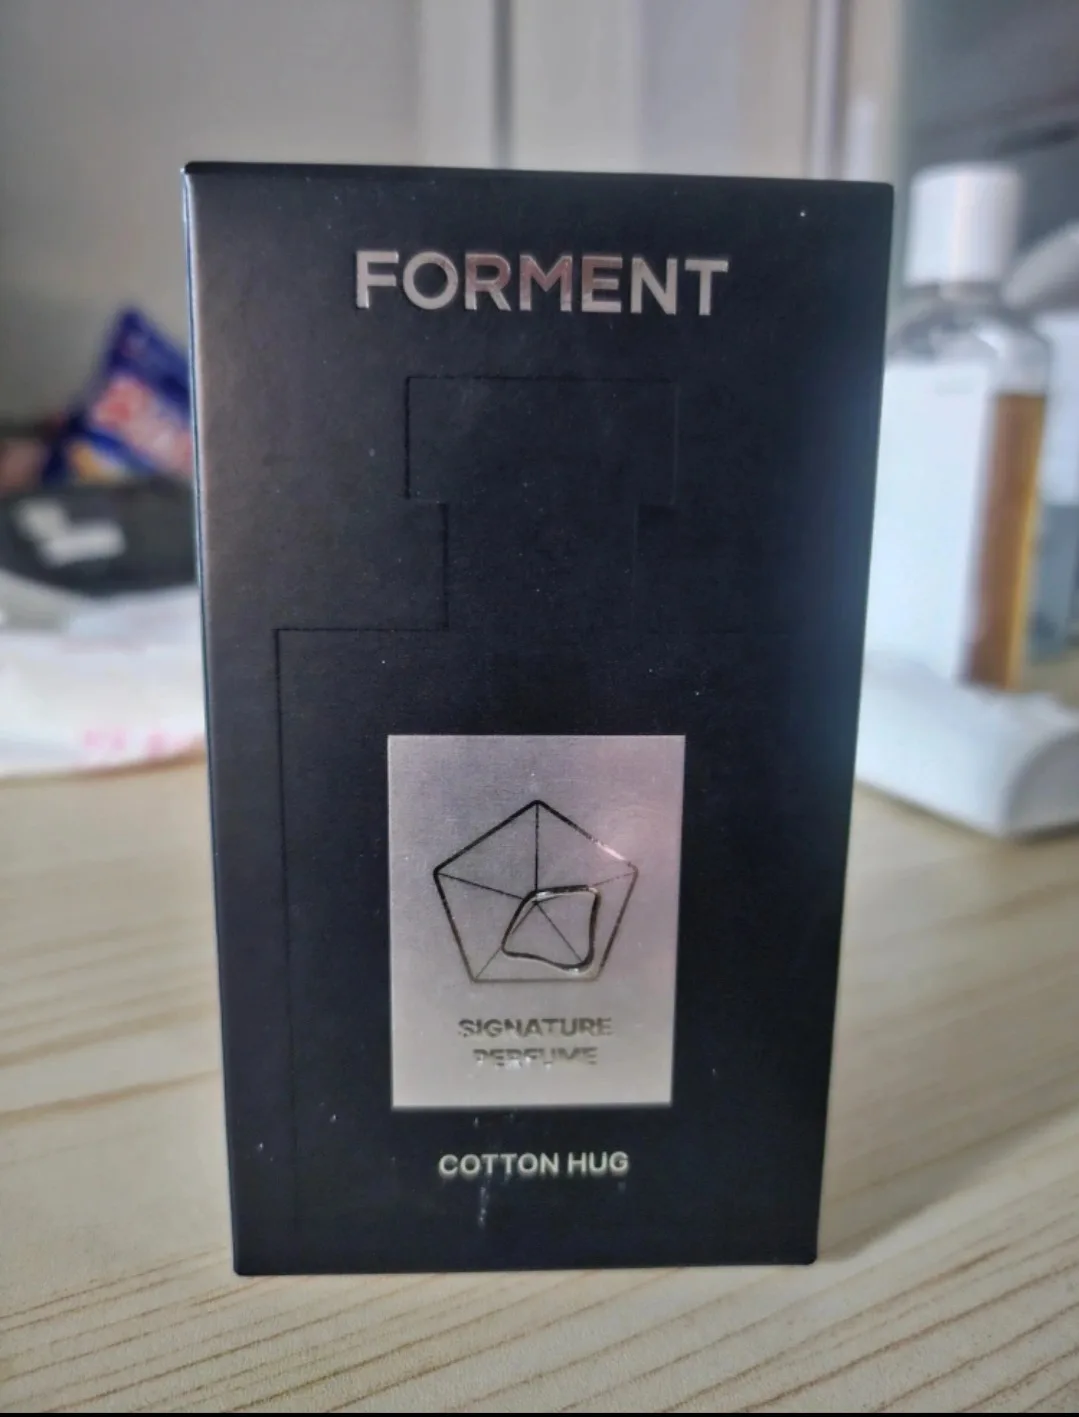 FORMENT
SIGNATURE
PERFUME
COTTON HUG